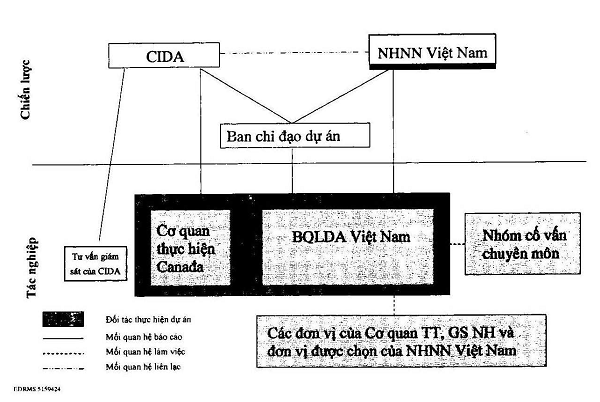 CIDA
NHNN Việt Nam
Chiến lược
Ban chỉ đạo dự án
Tác nghiệp
Cơ quan
thực hiện
Canada
BQLDA Việt Nam
Nhóm cố vấn
chuyên môn
Tư vấn giám
sát của CIDA
Các đơn vị của Cơ quan TT, GS NH và
đơn vị được chọn của NHNN Việt Nam
Đối tác thực hiện dự án
Mối quan hệ báo cáo
Mối quan hệ làm việc
Mối quan hệ liên lạc
EDRMS 5159424